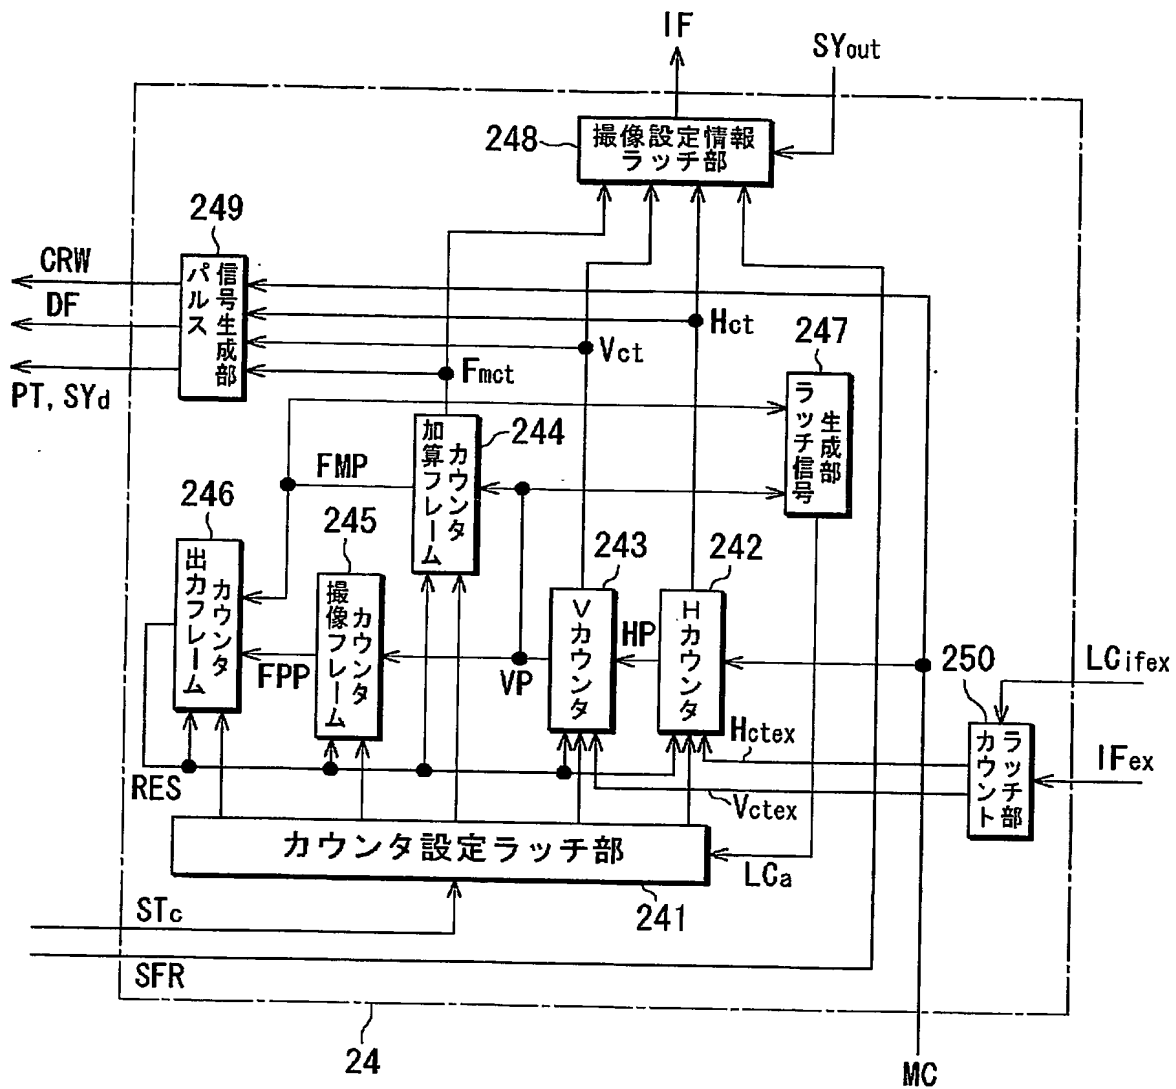 IF
SYout
248
撮像設定情報
ラッチ部
249
CRW
DF
PT, SYd
パルス
信号生成部
Hct
Vct
Fmct
247
ラッチ信号
生成部
244
加算フレーム
カウンタ
FMP
246
出力フレーム
カウンタ
245
撮像フレーム
カウンタ
243
Vカウンタ
242
Hカウンタ
HP
VP
FPP
250
LCifex
カウント
ラッチ部
IFex
Hctex
Vctex
RES
カウンタ設定ラッチ部
LCa
241
STc
SFR
24
MC